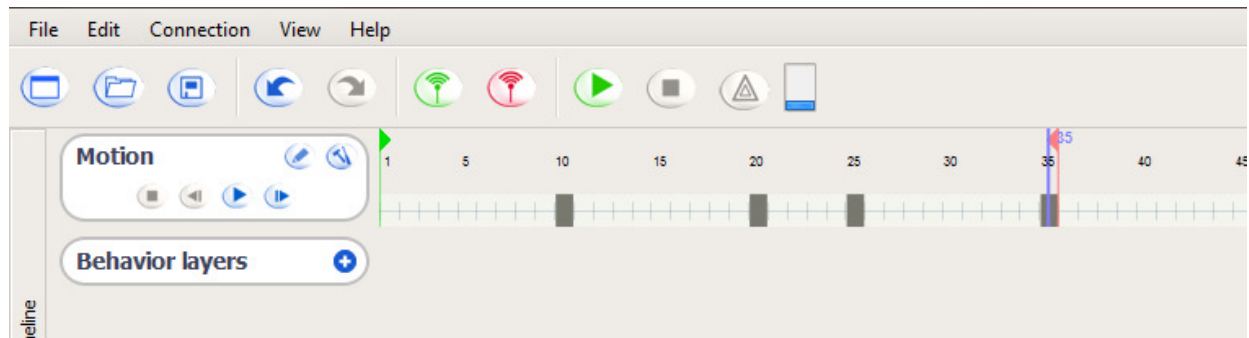 File Edit Connection View Help
35
Motion
1 5 10 15 20 25 30 35 40 45
Behavior layers
eline